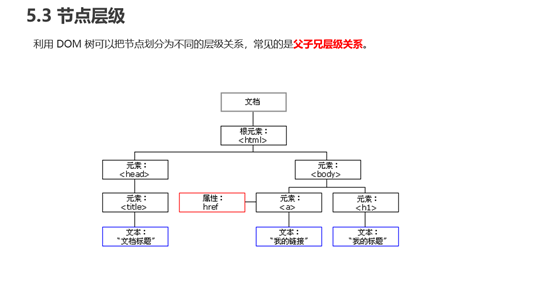 5.3 节点层级
利用 DOM 树可以把节点划分为不同的层级关系，常见的是父子兄层级关系。
文档
根元素：
<html>
元素：
<head>
元素：
<body>
元素：
<title>
属性：
href
元素：
<a>
元素：
<h1>
文本：
“文档标题”
文本：
“我的链接”
文本：
“我的标题”